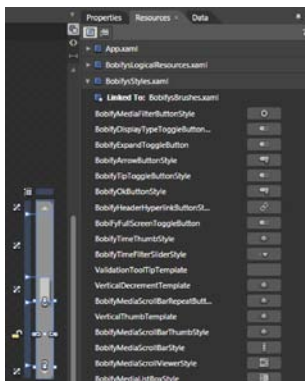 Properties Resources × Data
App.xaml
BobifysLogicalResources.xaml
BobifysStyles.xaml
Linked To: BobifysBrushes.xaml
BobifyMediaFilterButtonStyle
BobifyDisplayTypeToggleButton...
BobifyExpandToggleButton
BobifyArrowButtonStyle
BobifyTipToggleButtonStyle
BobifyOkButtonStyle
BobifyHeaderHyperlinkButtonSt...
BobifyFullScreenToggleButton
BobifyTimeThumbStyle
BobifyTimeFilterSliderStyle
ValidationToolTipTemplate
VerticalDecrementTemplate
BobifyMediaScrollBarRepeatButt...
VerticalThumbTemplate
BobifyMediaScrollBarThumbStyle
BobifyMediaScrollBarStyle
BobifyMediaScrollViewerStyle
BobifyMediaListBoxStyle